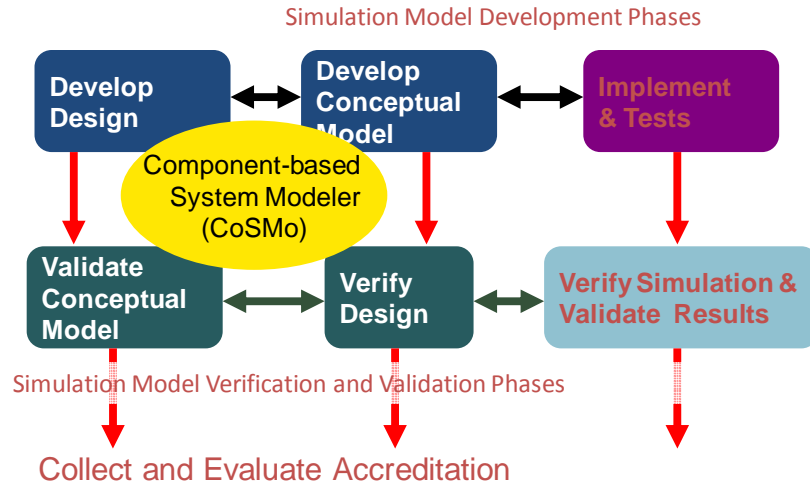 Simulation Model Development Phases
Develop
Design
Develop
Conceptual
Model
Implement
& Tests
Component-based
System Modeler
(CoSMo)
Validate
Conceptual
Model
Verify
Design
Verify Simulation &
Validate Results
Simulation Model Verification and Validation Phases
Collect and Evaluate Accreditation